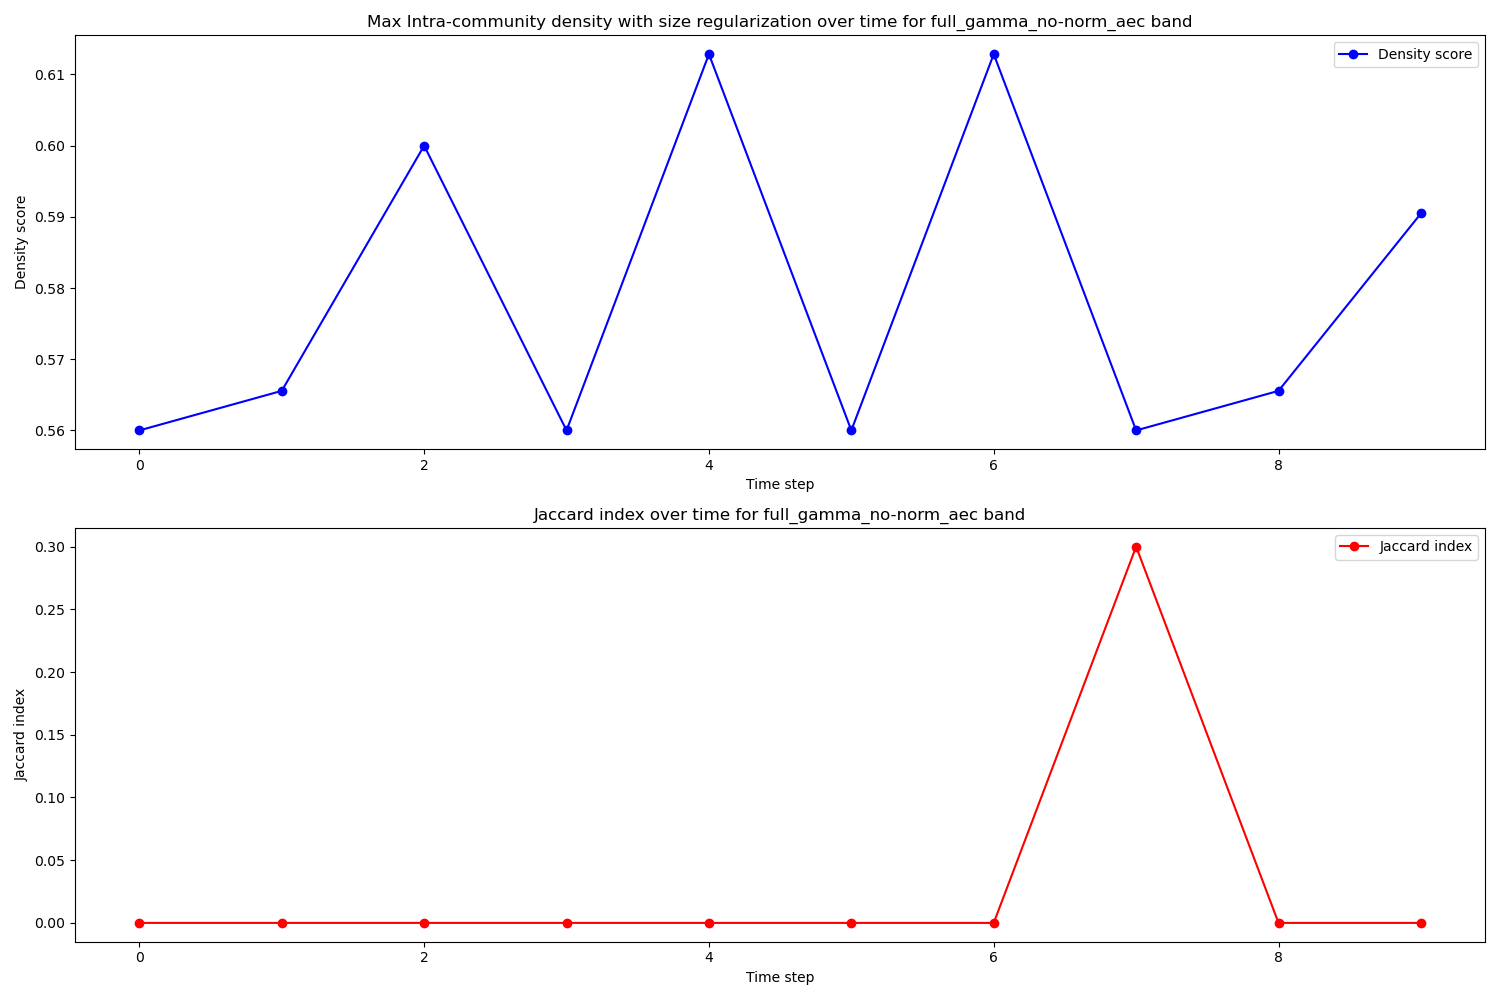 Max Intra-community density with size regularization over time for full_gamma_no-norm_aec band
Density score
0.61
0.60
0.59
0.58
0.57
0.56
Density score
0 2 4 6 8
Time step
Jaccard index over time for full_gamma_no-norm_aec band
Jaccard index
0.30
0.25
0.20
0.15
0.10
0.05
0.00
Jaccard index
0 2 4 6 8
Time step